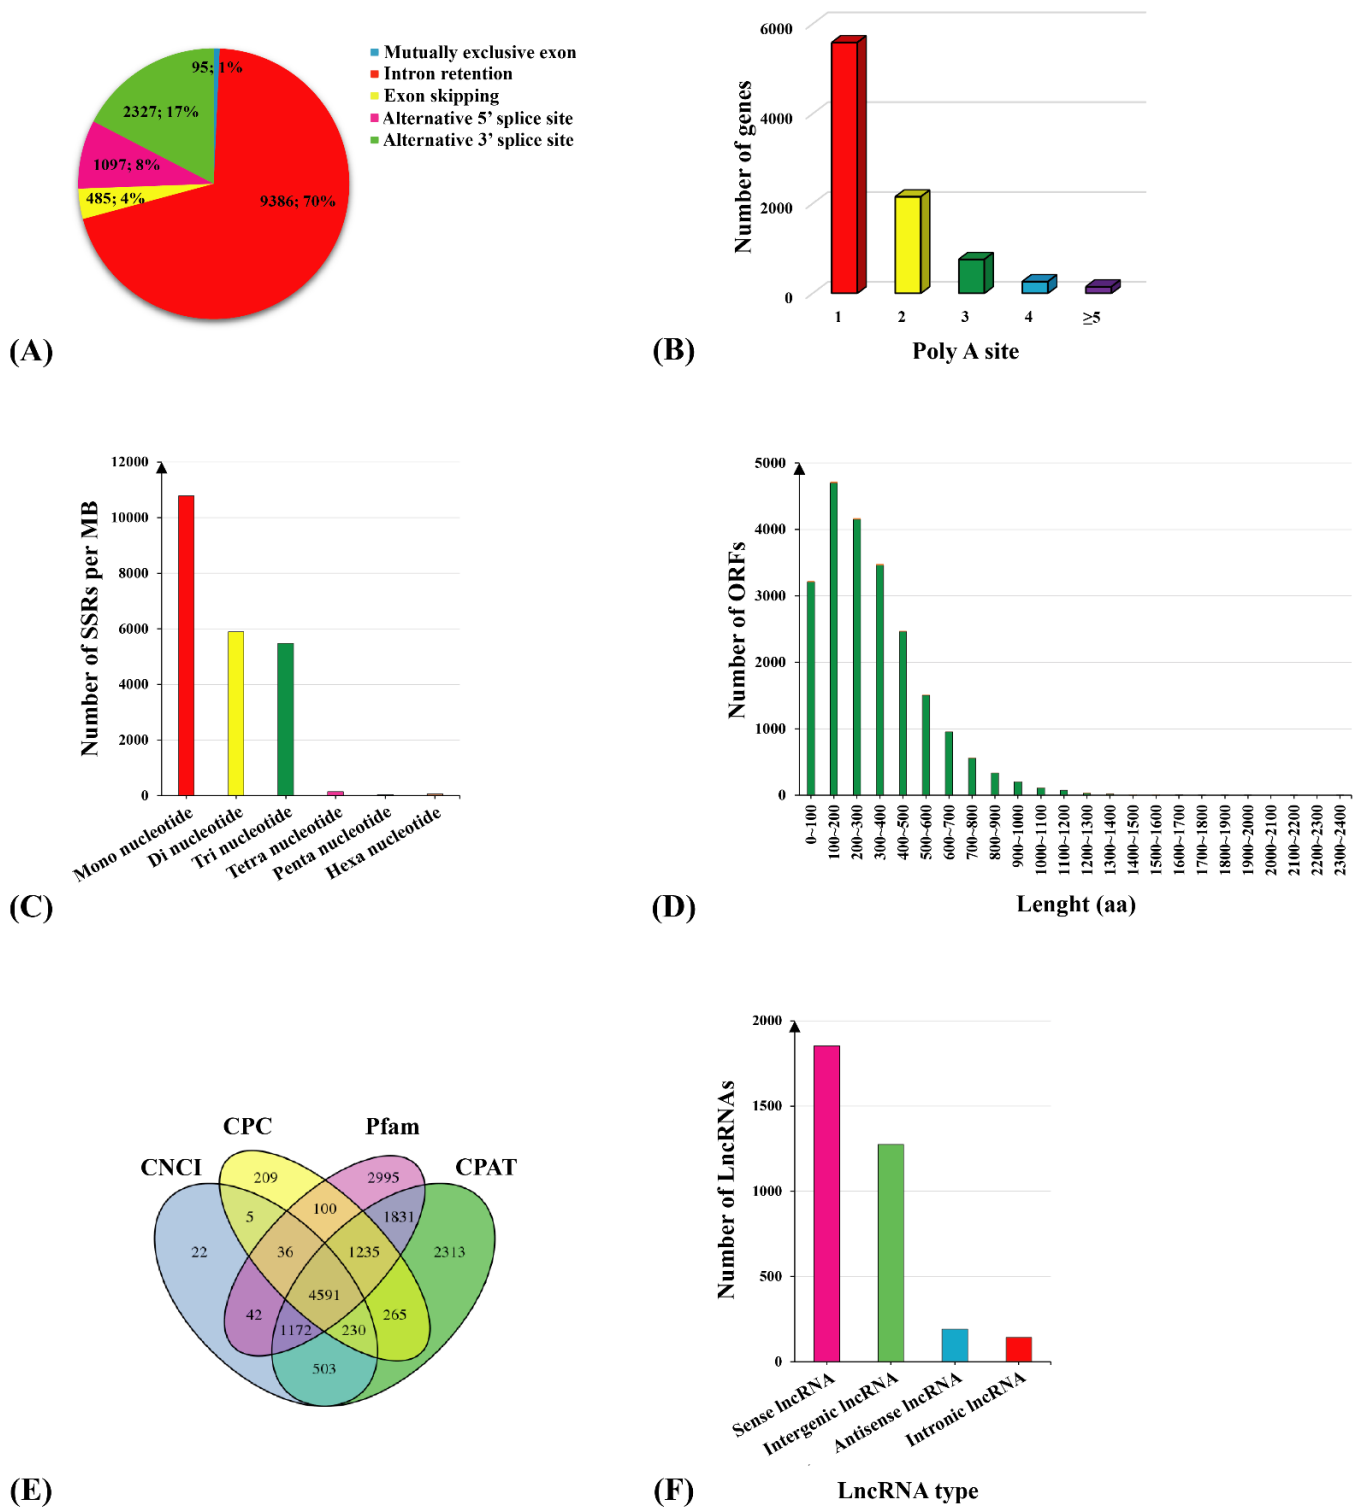 95; 1%
2327; 17%
1097; 8%
485; 4%
9386; 70%
Mutually exclusive exon
Intron retention
Exon skipping
Alternative 5' splice site
Alternative 3' splice site
(A)
Number of genes
6000
4000
2000
0
1 2 3 4 ≥5
Poly A site
(B)
Number of SSRs per MB
12000
10000
8000
6000
4000
2000
0
Mono nucleotide
Di nucleotide
Tri nucleotide
Tetra nucleotide
Penta nucleotide
Hexa nucleotide
(C)
Number of ORFs
5000
4000
3000
2000
1000
0
0~100
100~200
200~300
300~400
400~500
500~600
600~700
700~800
800~900
900~1000
1000~1100
1100~1200
1200~1300
1300~1400
1400~1500
1500~1600
1600~1700
1700~1800
1800~1900
1900~2000
2000~2100
2100~2200
2200~2300
2300~2400
Lenght (aa)
(D)
CPC Pfam
CNCI CPAT
209 2995
5 100 1831
22 36 1235 2313
4591
42 265
1172 230
503
(E)
Number of LncRNAs
2000
1500
1000
500
0
Sense lncRNA
Intergenic lncRNA
Antisense lncRNA
Intronic lncRNA
LncRNA type
(F)